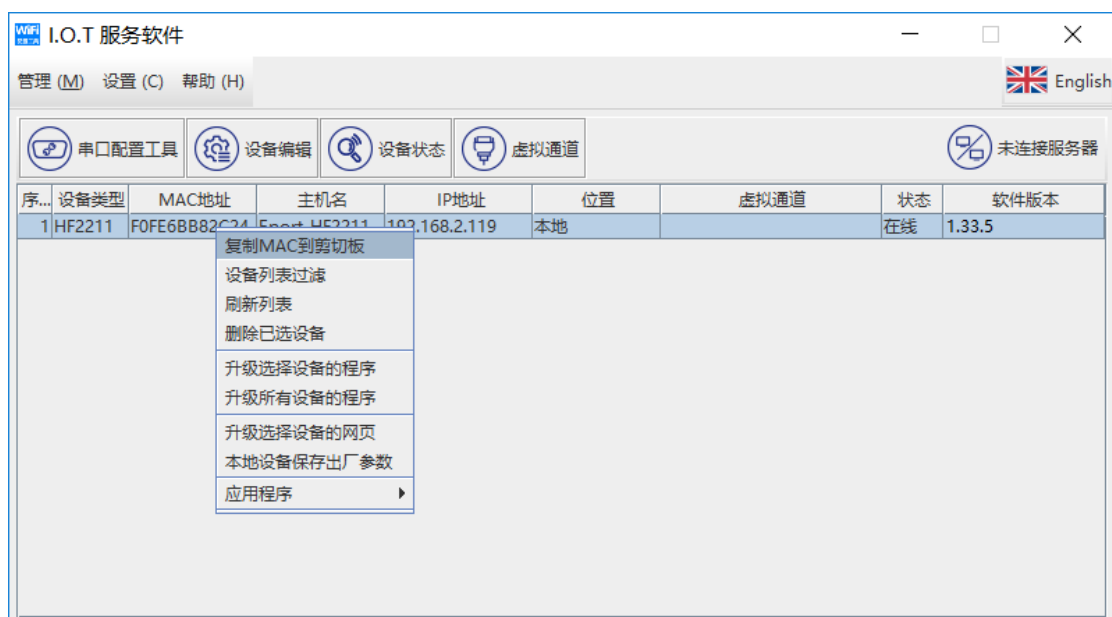 WiFi
I.O.T 服务软件
管理 (M) 设置 (C) 帮助 (H) English
串口配置工具 设备编辑 设备状态 虚拟通道 未连接服务器
序... 设备类型 MAC地址 主机名 IP地址 位置 虚拟通道 状态 软件版本
1 HF2211 F0FE6BB82C24 Eport-HF2211 192.168.2.119 本地 在线 1.33.5
复制MAC到剪切板
设备列表过滤
刷新列表
删除已选设备
升级选择设备的程序
升级所有设备的程序
升级选择设备的网页
本地设备保存出厂参数
应用程序